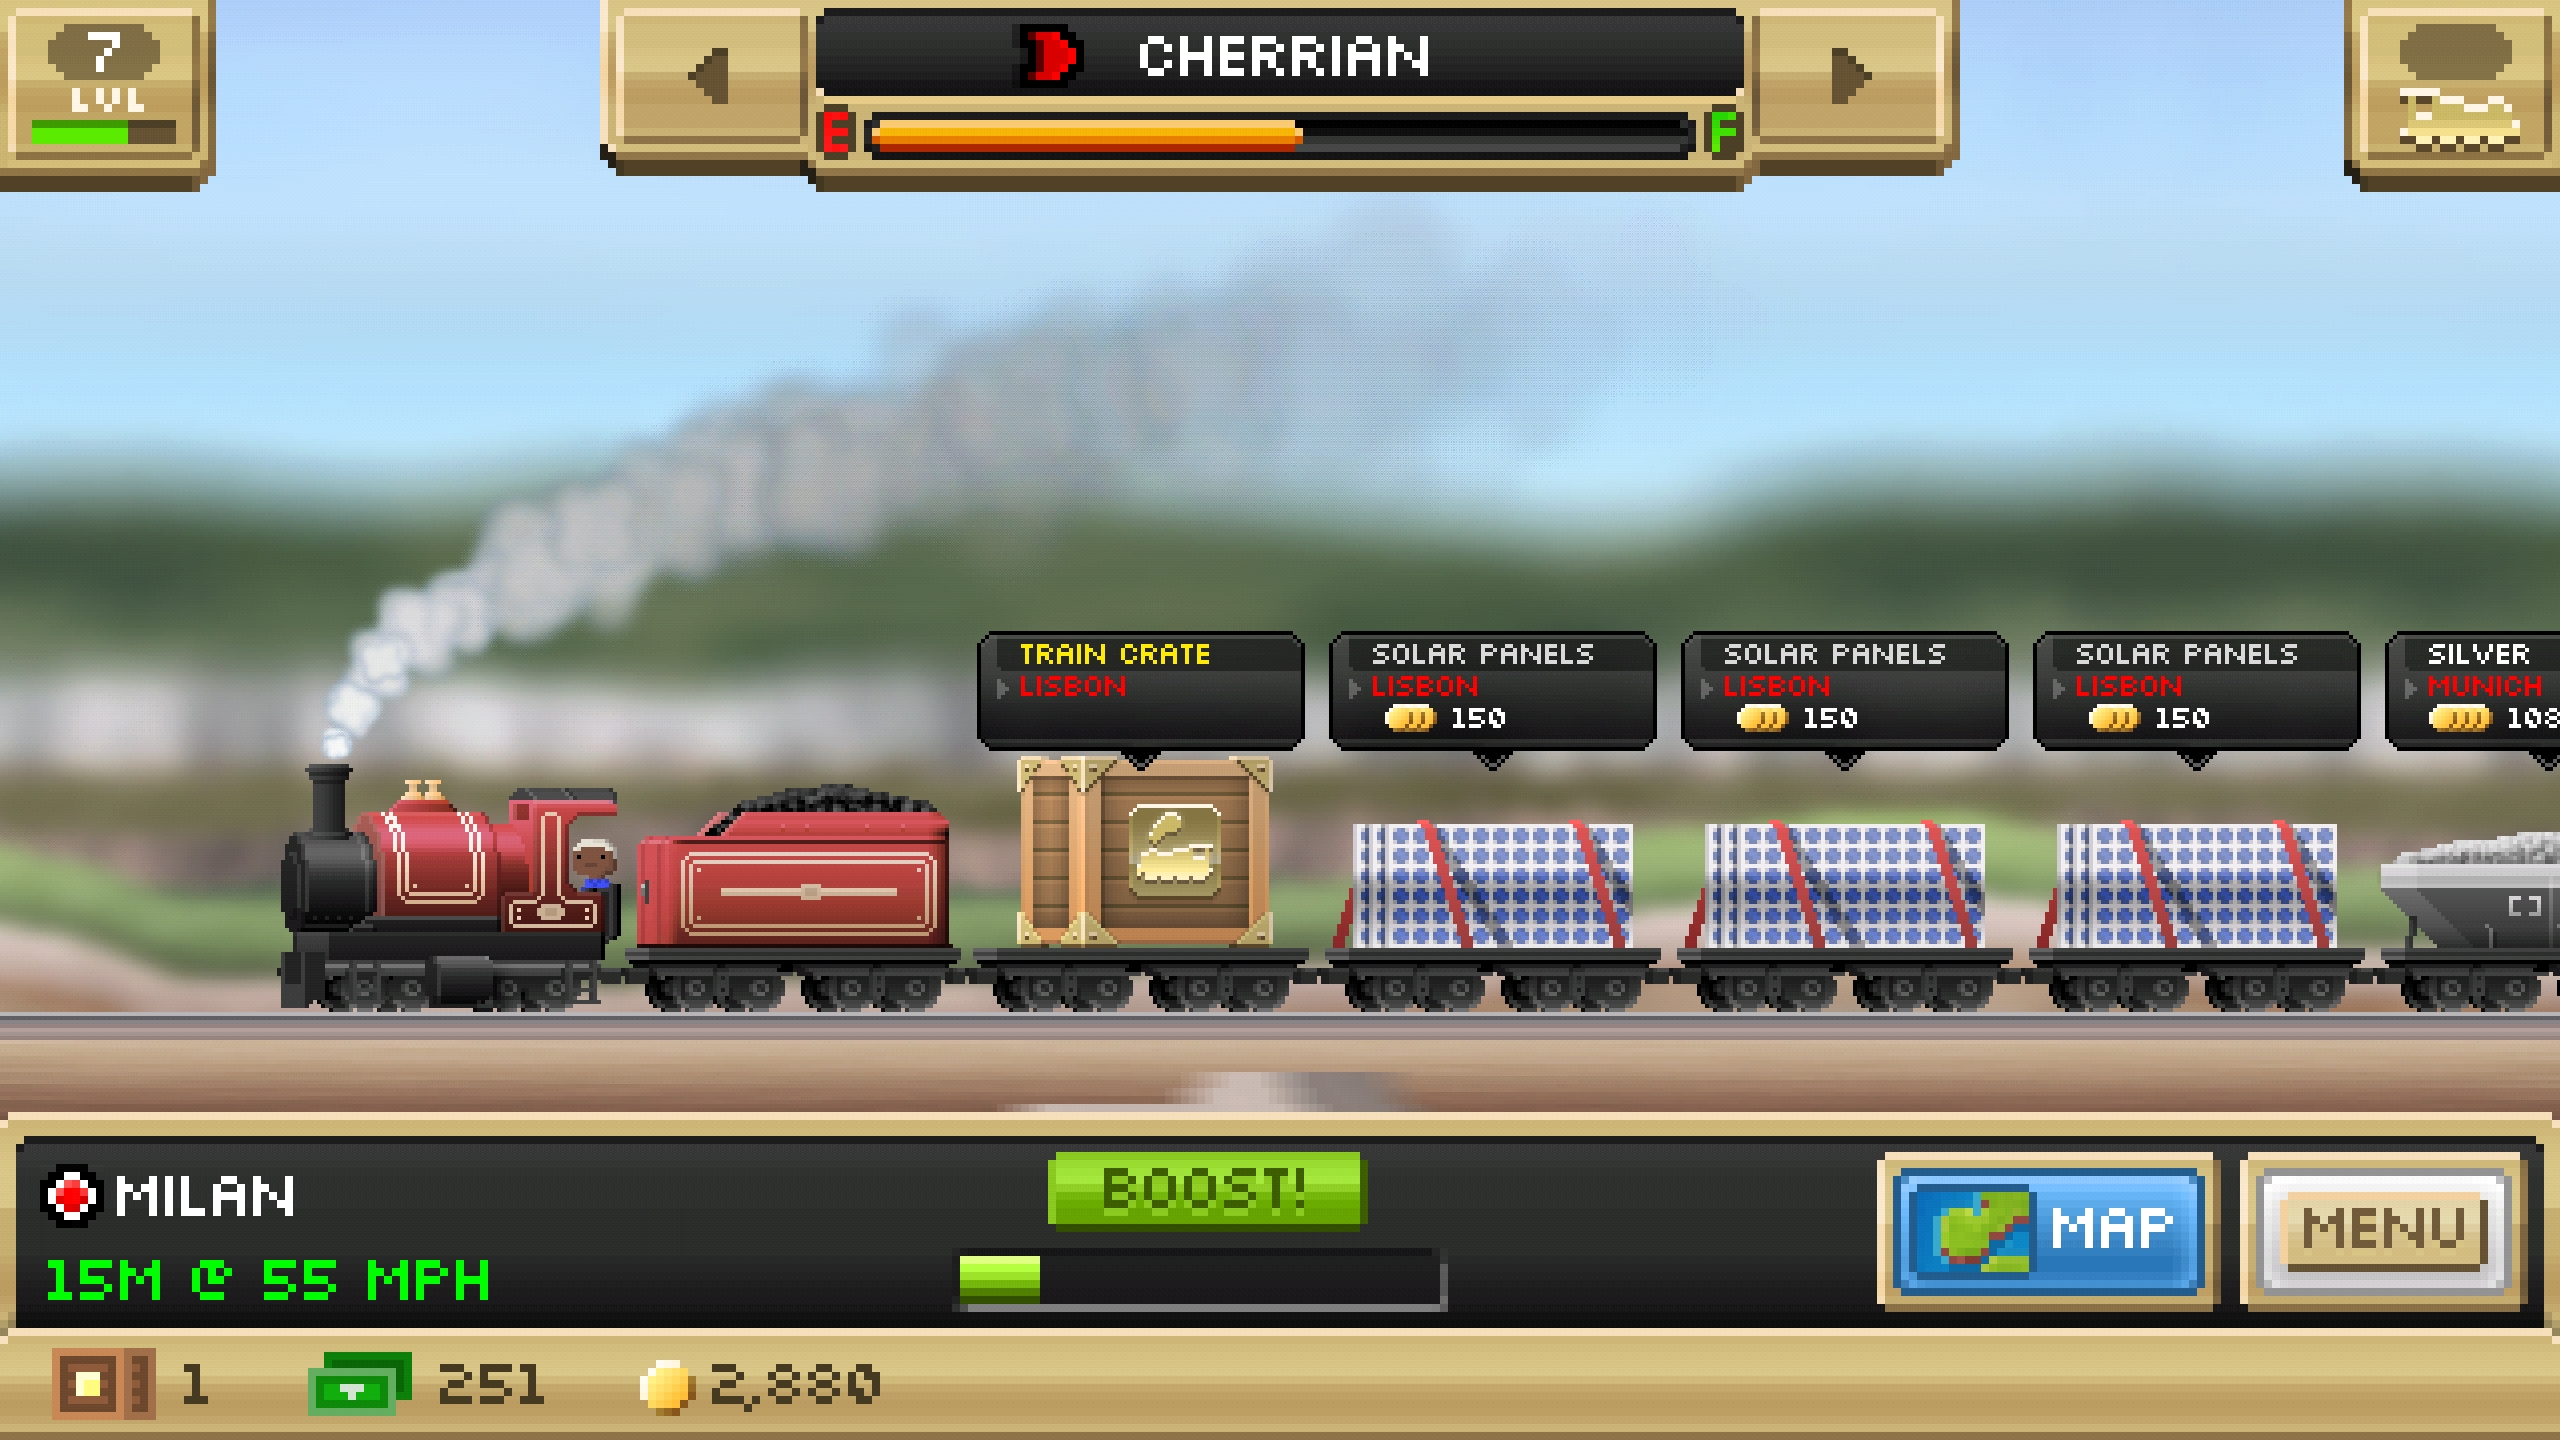 7
LVL
CHERRIAN
E F
TRAIN CRATE
LISBON
SOLAR PANELS
LISBON
150
SOLAR PANELS
LISBON
150
SOLAR PANELS
LISBON
150
SILVER
MUNICH
108
MILAN
15M @ 55 MPH
BOOST!
MAP
MENU
1
251
2,880